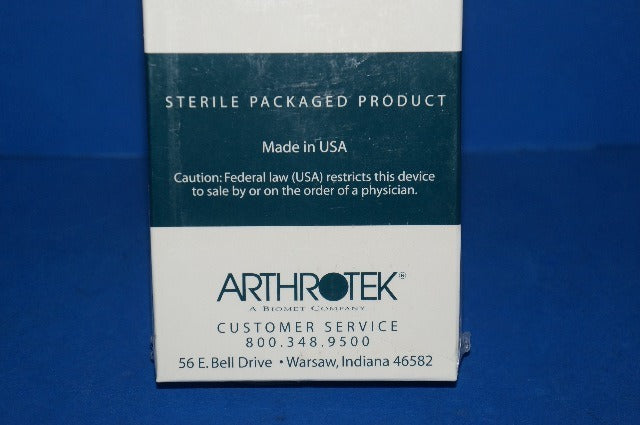 STERILE PACKAGED PRODUCT
Made in USA
Caution: Federal law (USA) restricts this device
to sale by or on the order of a physician.
ARTHROTEK®
A BIOMET COMPANY
CUSTOMER SERVICE
800.348.9500
56 E. Bell Drive • Warsaw, Indiana 46582